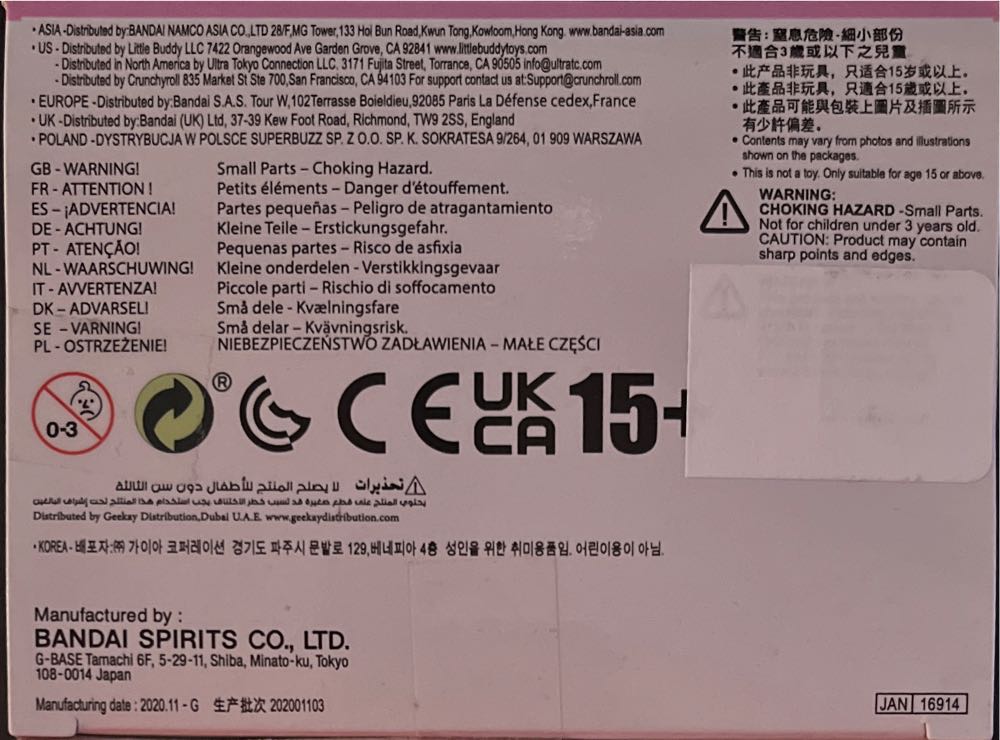 • ASIA -Distributed by:BANDAI NAMCO ASIA CO.,LTD 28/F,MG Tower,133 Hoi Bun Road,Kwun Tong,Kowloom,Hong Kong. www.bandai-asia.com
• US - Distributed by Little Buddy LLC 7422 Orangewood Ave Garden Grove, CA 92841 www.littlebuddytoys.com
- Distributed in North America by Ultra Tokyo Connection LLC, 3171 Fujita Street, Torrance, CA 90505 info@ultratc.com
- Distributed by Crunchyroll 835 Market St Ste 700,San Francisco, CA 94103 For support contact us at:Support@crunchroll.com
• EUROPE -Distributed by:Bandai S.A.S. Tour W,102Terrasse Boieldieu,92085 Paris La Défense cedex,France
• UK -Distributed by:Bandai (UK) Ltd, 37-39 Kew Foot Road, Richmond, TW9 2SS, England
• POLAND -DYSTRYBUCJA W POLSCE SUPERBUZZ SP. Z O.O. SP. K. SOKRATESA 9/264, 01 909 WARSZAWA
GB - WARNING! Small Parts – Choking Hazard.
FR - ATTENTION ! Petits éléments – Danger d'étouffement.
ES – ¡ADVERTENCIA! Partes pequeñas – Peligro de atragantamiento
DE - ACHTUNG! Kleine Teile – Erstickungsgefahr.
PT - ATENÇÃO! Pequenas partes – Risco de asfixia
NL - WAARSCHUWING! Kleine onderdelen - Verstikkingsgevaar
IT - AVVERTENZA! Piccole parti – Rischio di soffocamento
DK – ADVARSEL! Små dele - Kvælningsfare
SE – VARNING! Små delar – Kvävningsrisk.
PL - OSTRZEŻENIE! NIEBEZPIECZEŃSTWO ZADŁAWIENIA – MAŁE CZĘŚCI
警告: 窒息危險-細小部份
不適合3歲或以下之兒童
• 此产品非玩具，只适合15岁或以上。
• 此產品非玩具，只適合15歲或以上。
• 此產品可能與包裝上圖片及插圖所示
有少許偏差。
• Contents may vary from photos and illustrations
shown on the packages.
• This is not a toy. Only suitable for age 15 or above.
WARNING:
CHOKING HAZARD -Small Parts.
Not for children under 3 years old.
CAUTION: Product may contain
sharp points and edges.
0-3 ® CE UK
CA 15+
تحذيرات لا يصلح المنتج للأطفال دون سن الثالثة
يحتوي المنتج على قطع صغيرة قد تسبب خطر الاختناق يجب استخدام هذا المنتج تحت إشراف البالغين
Distributed by Geekay Distribution,Dubai U.A.E. www.geekaydistribution.com
• KOREA - 배포자:㈜ 가이아 코퍼레이션 경기도 파주시 문발로 129,베네피아 4층 성인을 위한 취미용품임. 어린이용이 아님.
Manufactured by :
BANDAI SPIRITS CO., LTD.
G-BASE Tamachi 6F, 5-29-11, Shiba, Minato-ku, Tokyo
108-0014 Japan
Manufacturing date : 2020.11 - G 生产批次 202001103
JAN 16914